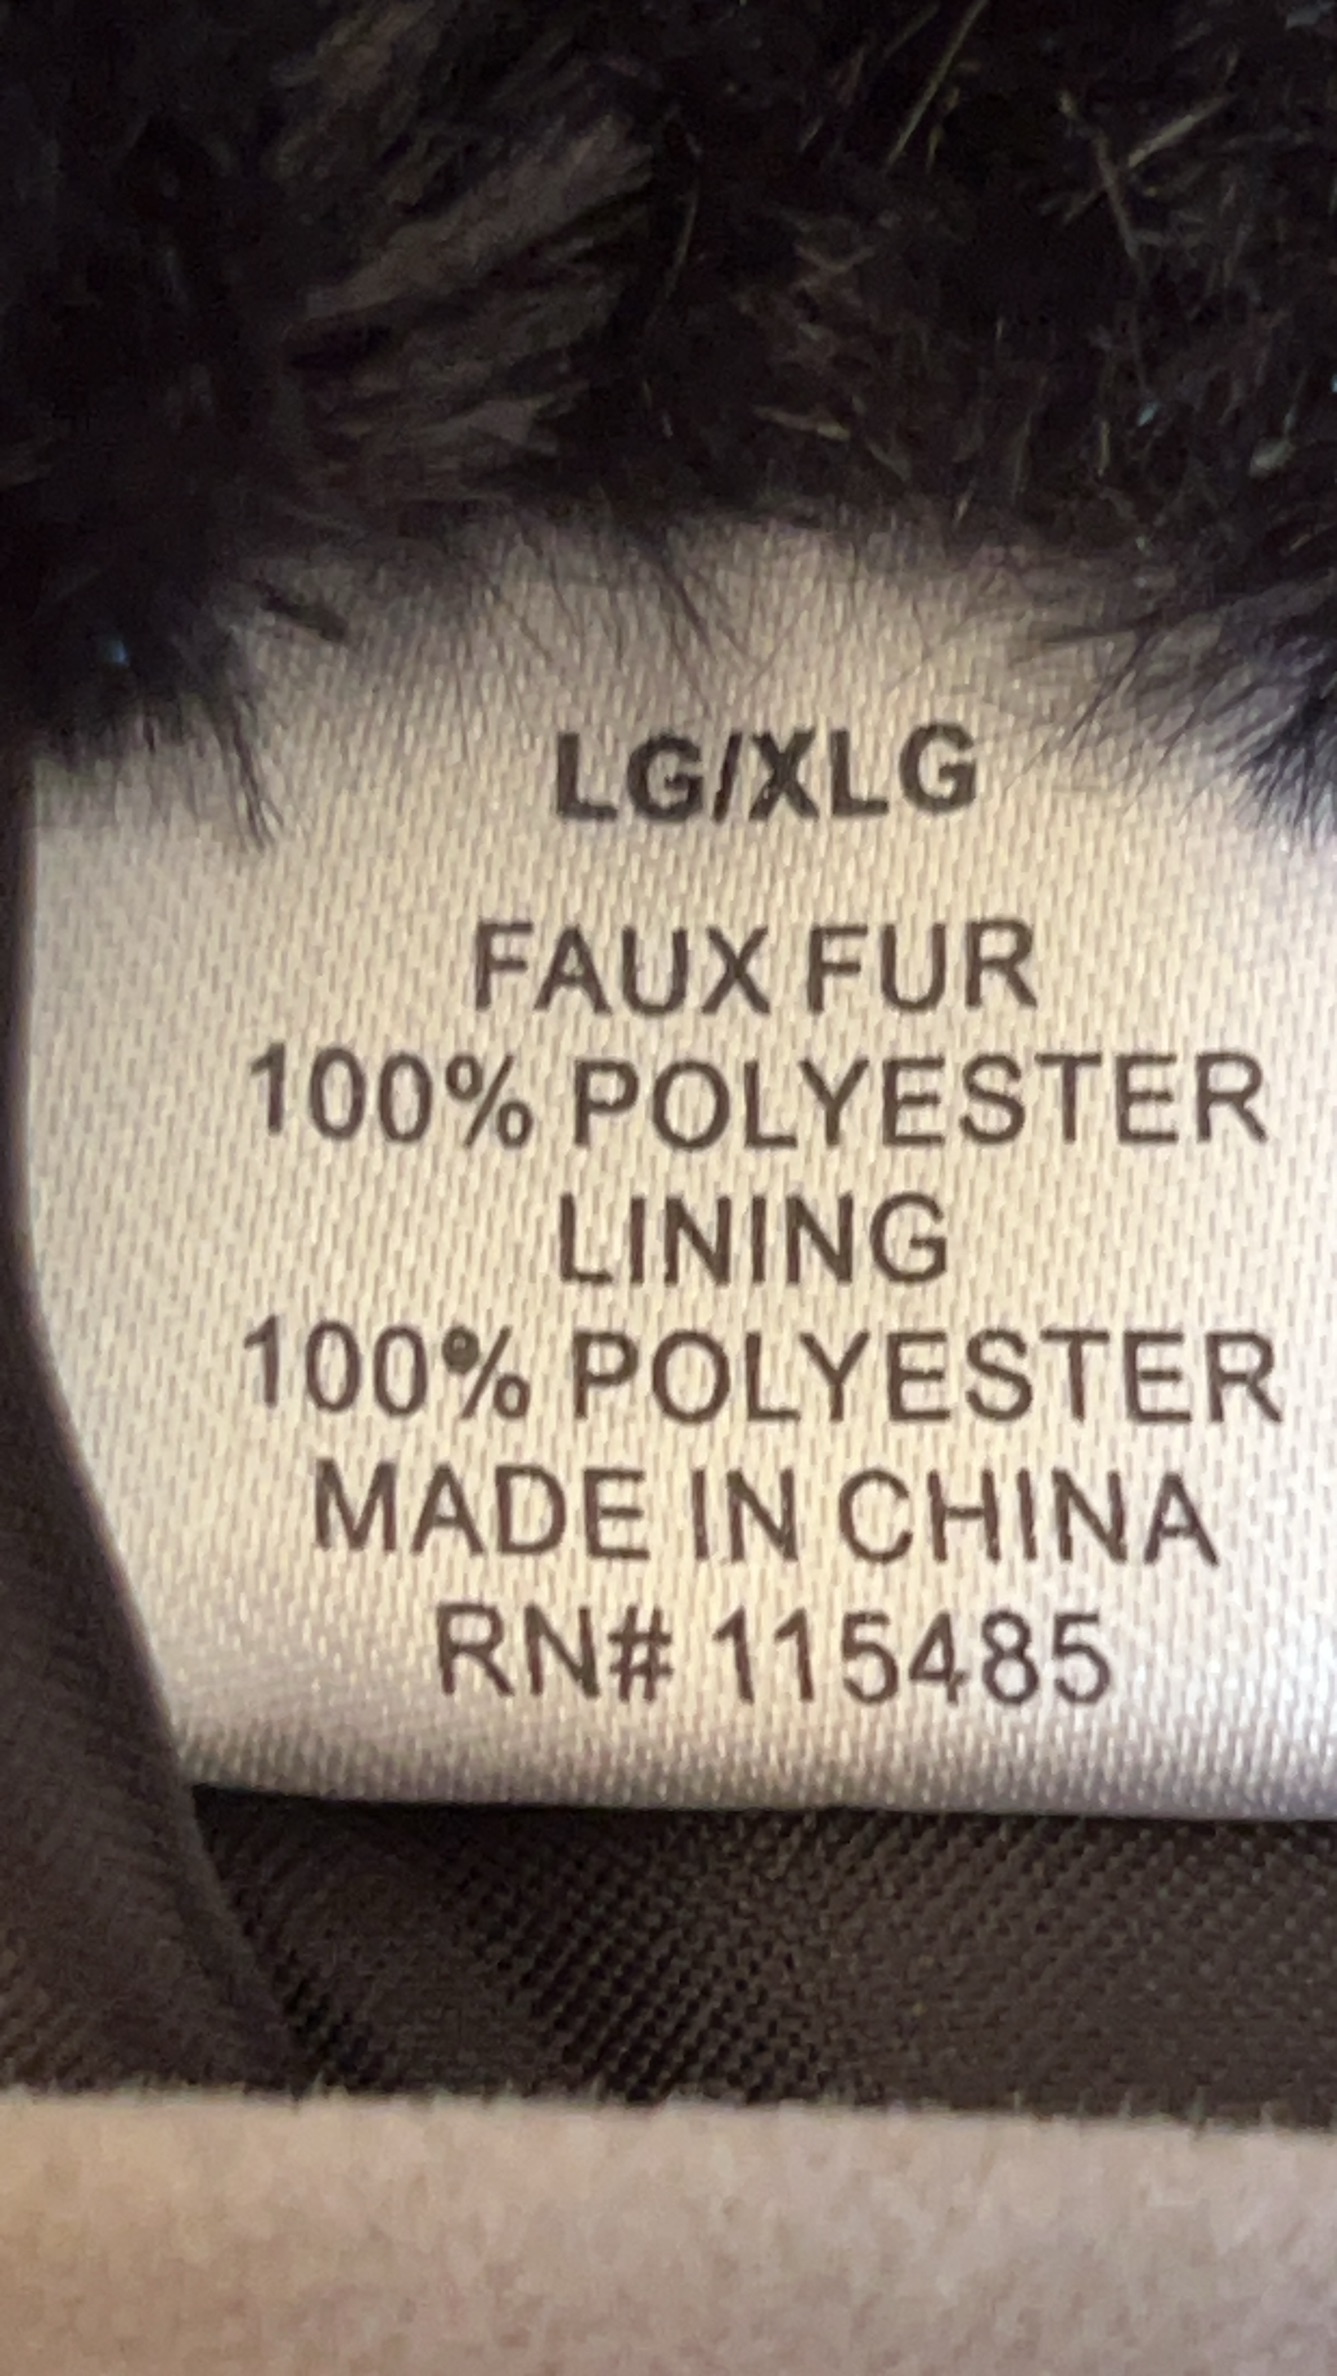 LG/XLG
FAUX FUR
100% POLYESTER
LINING
100% POLYESTER
MADE IN CHINA
RN# 115485